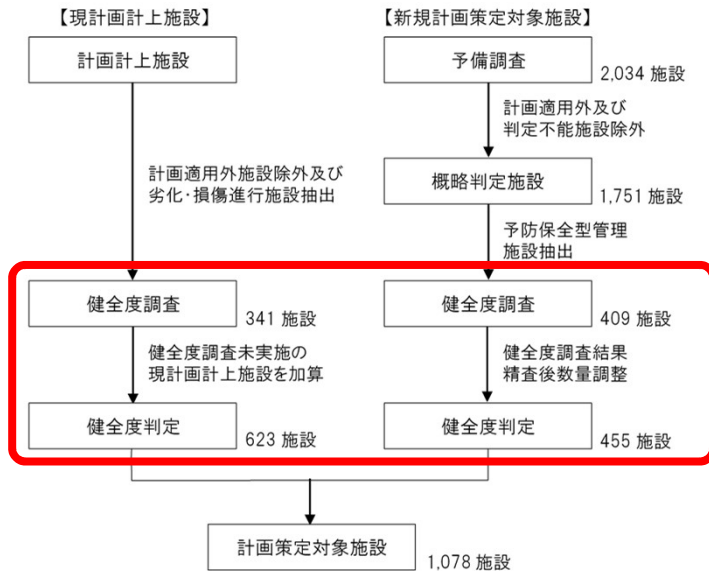 【現計画計上施設】
計画計上施設
計画適用外施設除外及び
劣化･損傷進行施設抽出
健全度調査
341 施設
健全度調査未実施の
現計画計上施設を加算
健全度判定
623 施設
【新規計画策定対象施設】
予備調査
2,034 施設
計画適用外及び
判定不能施設除外
概略判定施設
1,751 施設
予防保全型管理
施設抽出
健全度調査
409 施設
健全度調査結果
精査後数量調整
健全度判定
455 施設
計画策定対象施設
1,078 施設